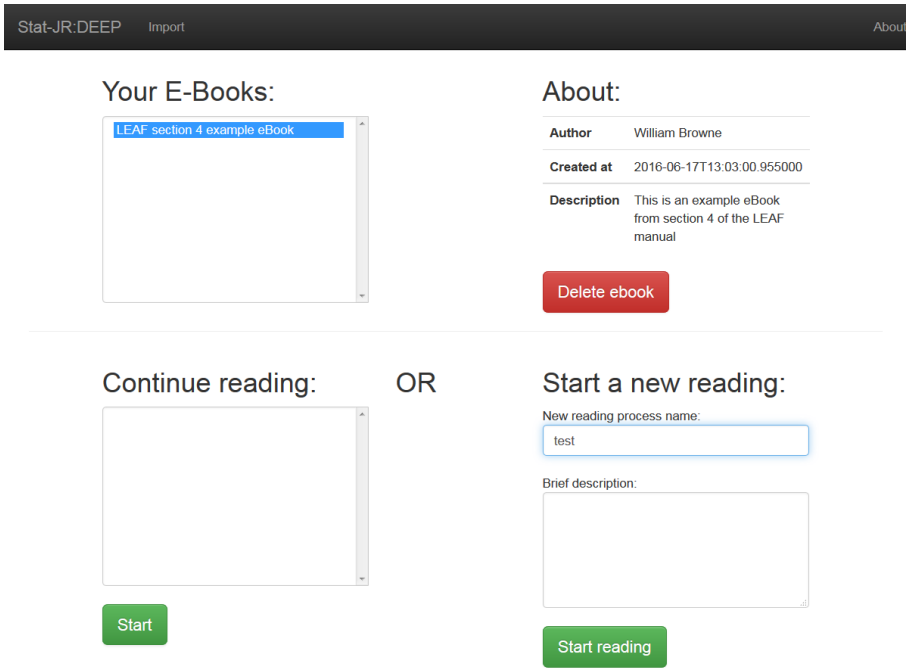 Stat-JR:DEEP Import About
Your E-Books:
LEAF section 4 example eBook
About:
Author William Browne
Created at 2016-06-17T13:03:00.955000
Description This is an example eBook
from section 4 of the LEAF
manual
Delete ebook
Continue reading:
OR
Start a new reading:
New reading process name:
test
Brief description:
Start
Start reading